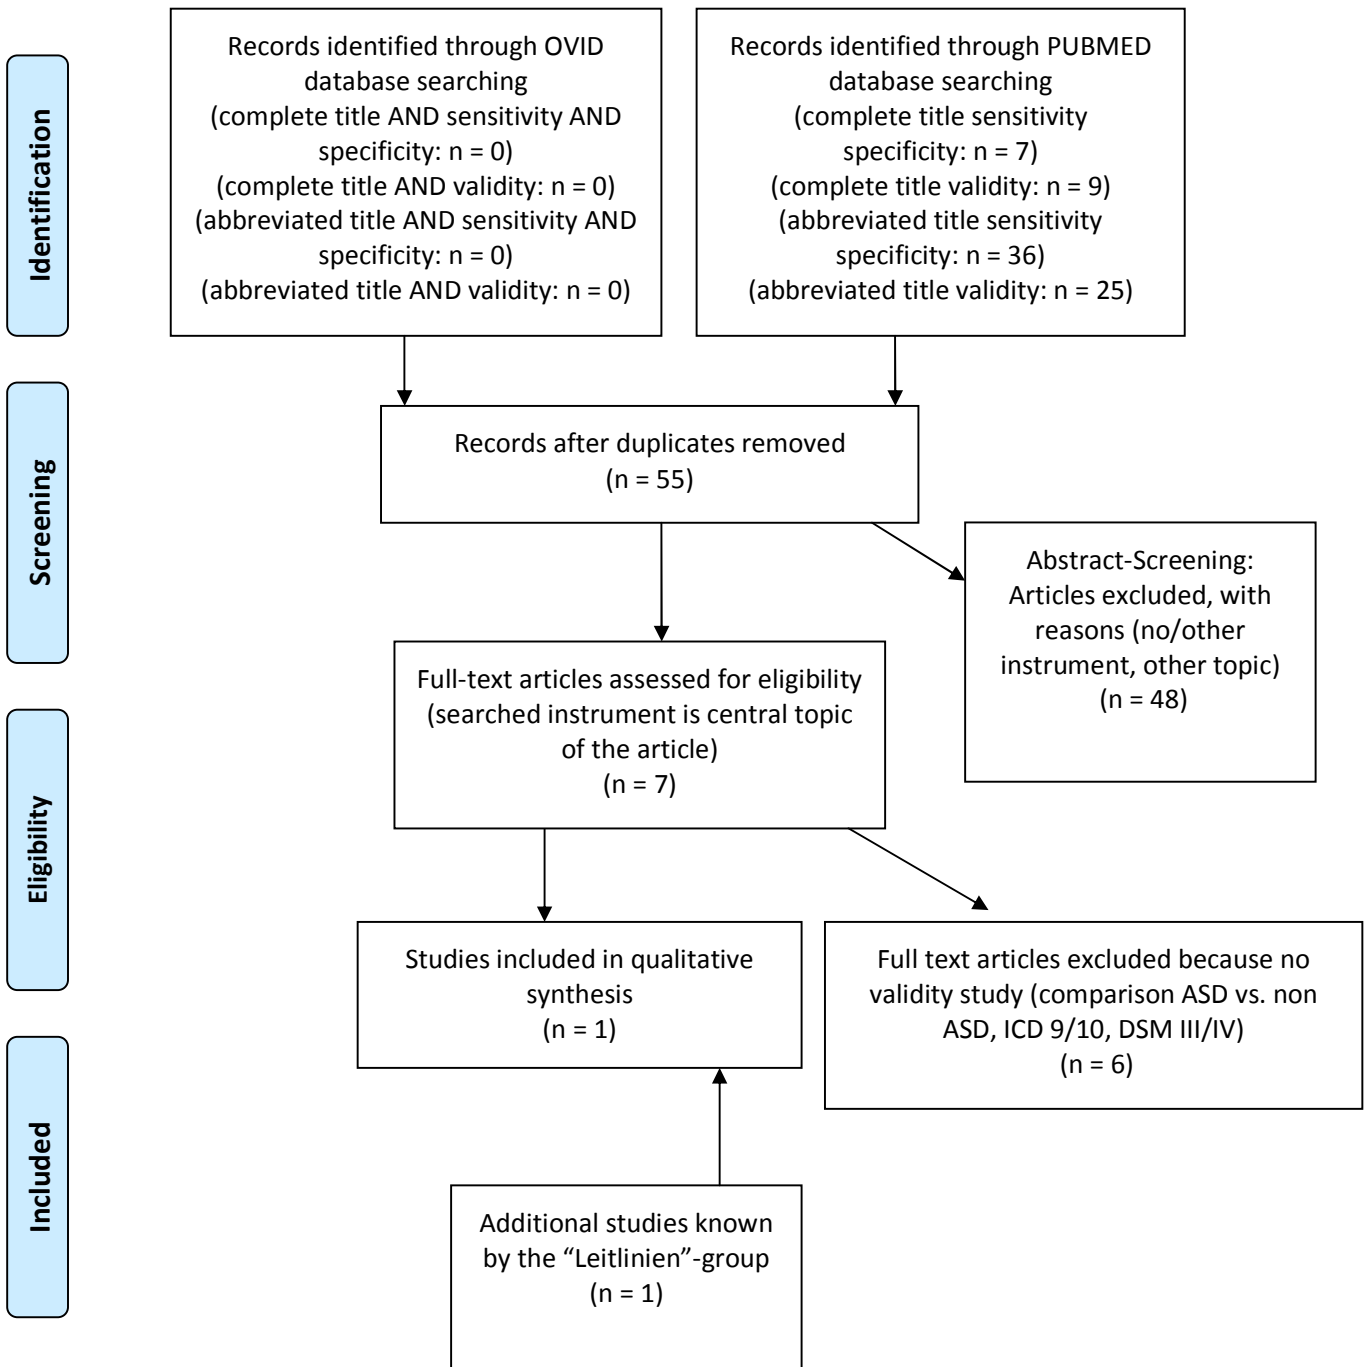 Identification
Records identified through OVID
database searching
(complete title AND sensitivity AND
specificity: n = 0)
(complete title AND validity: n = 0)
(abbreviated title AND sensitivity AND
specificity: n = 0)
(abbreviated title AND validity: n = 0)
Records identified through PUBMED
database searching
(complete title sensitivity
specificity: n = 7)
(complete title validity: n = 9)
(abbreviated title sensitivity
specificity: n = 36)
(abbreviated title validity: n = 25)
Screening
Records after duplicates removed
(n = 55)
Abstract-Screening:
Articles excluded, with
reasons (no/other
instrument, other topic)
(n = 48)
Full-text articles assessed for eligibility
(searched instrument is central topic
of the article)
(n = 7)
Eligibility
Studies included in qualitative
synthesis
(n = 1)
Full text articles excluded because no
validity study (comparison ASD vs. non
ASD, ICD 9/10, DSM III/IV)
(n = 6)
Included
Additional studies known
by the “Leitlinien”-group
(n = 1)